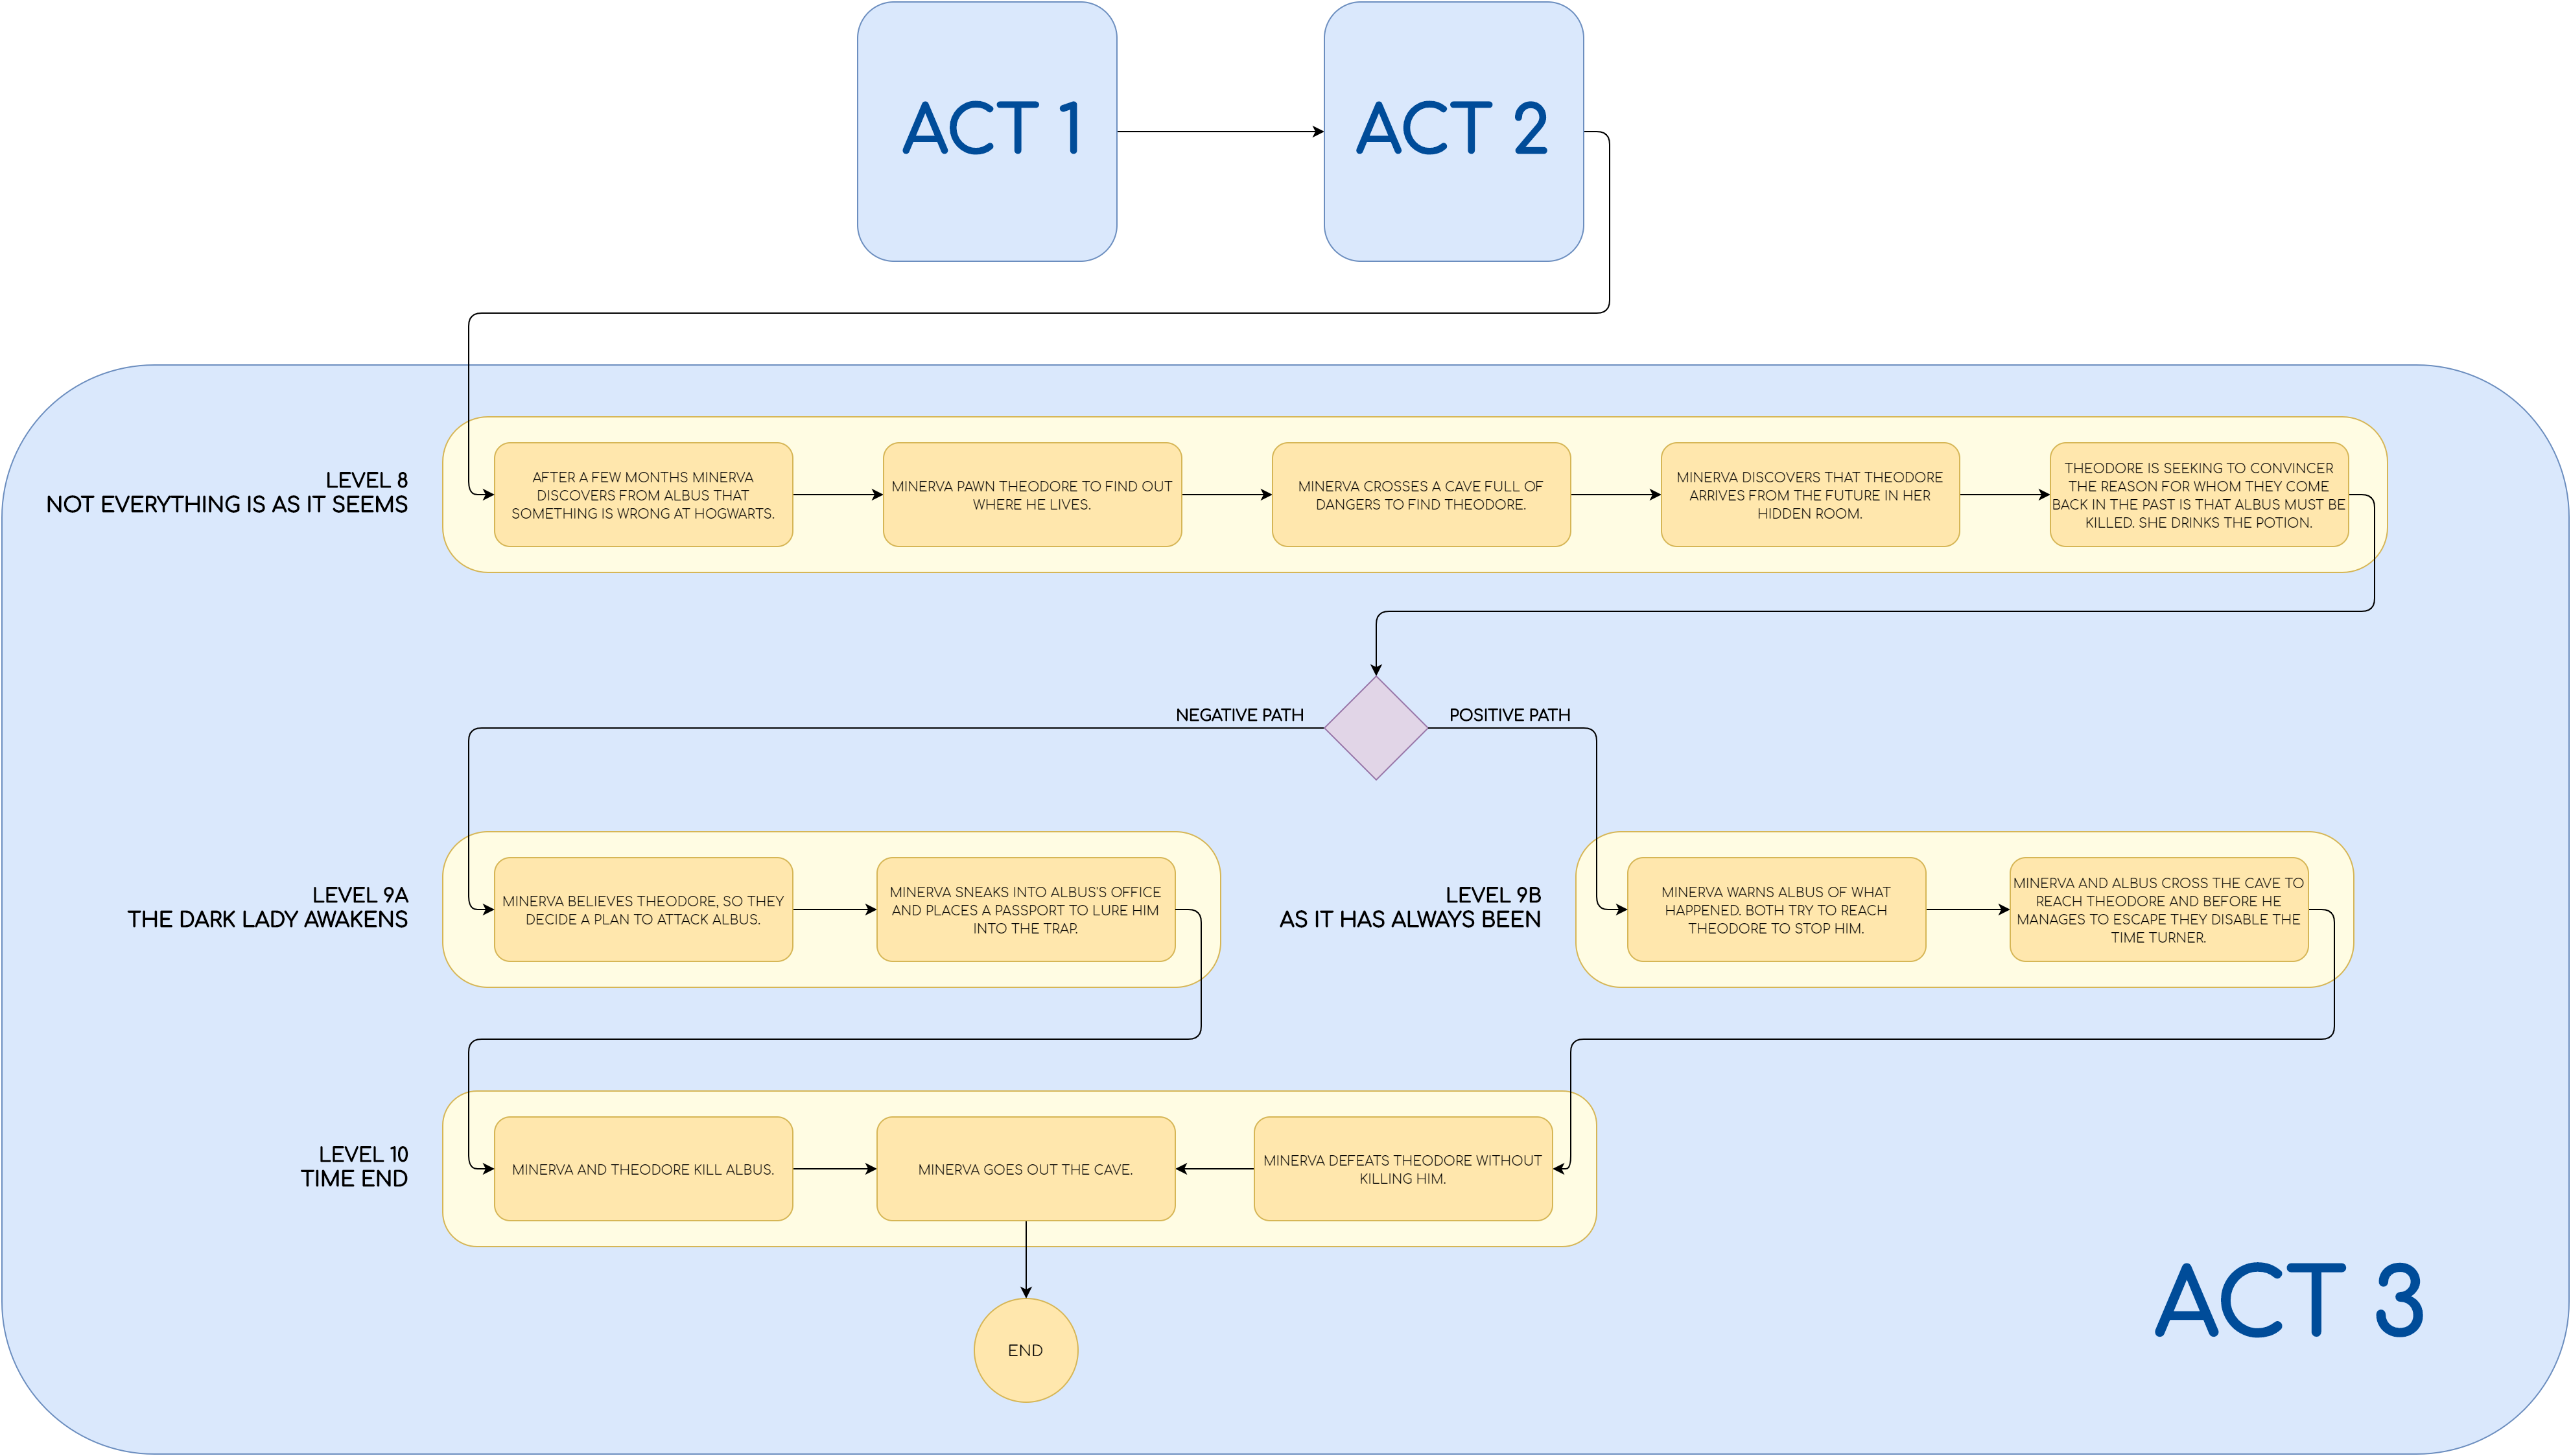 ACT 1
ACT 2
LEVEL 8
NOT EVERYTHING IS AS IT SEEMS
AFTER A FEW MONTHS MINERVA
DISCOVERS FROM ALBUS THAT
SOMETHING IS WRONG AT HOGWARTS.
MINERVA PAWN THEODORE TO FIND OUT
WHERE HE LIVES.
MINERVA CROSSES A CAVE FULL OF
DANGERS TO FIND THEODORE.
MINERVA DISCOVERS THAT THEODORE
ARRIVES FROM THE FUTURE IN HER
HIDDEN ROOM.
THEODORE IS SEEKING TO CONVINCER
THE REASON FOR WHOM THEY COME
BACK IN THE PAST IS THAT ALBUS MUST BE
KILLED. SHE DRINKS THE POTION.
NEGATIVE PATH
POSITIVE PATH
LEVEL 9A
THE DARK LADY AWAKENS
MINERVA BELIEVES THEODORE, SO THEY
DECIDE A PLAN TO ATTACK ALBUS.
MINERVA SNEAKS INTO ALBUS'S OFFICE
AND PLACES A PASSPORT TO LURE HIM
INTO THE TRAP.
LEVEL 9B
AS IT HAS ALWAYS BEEN
MINERVA WARNS ALBUS OF WHAT
HAPPENED. BOTH TRY TO REACH
THEODORE TO STOP HIM.
MINERVA AND ALBUS CROSS THE CAVE TO
REACH THEODORE AND BEFORE HE
MANAGES TO ESCAPE THEY DISABLE THE
TIME TURNER.
LEVEL 10
TIME END
MINERVA AND THEODORE KILL ALBUS.
MINERVA GOES OUT THE CAVE.
MINERVA DEFEATS THEODORE WITHOUT
KILLING HIM.
END
ACT 3